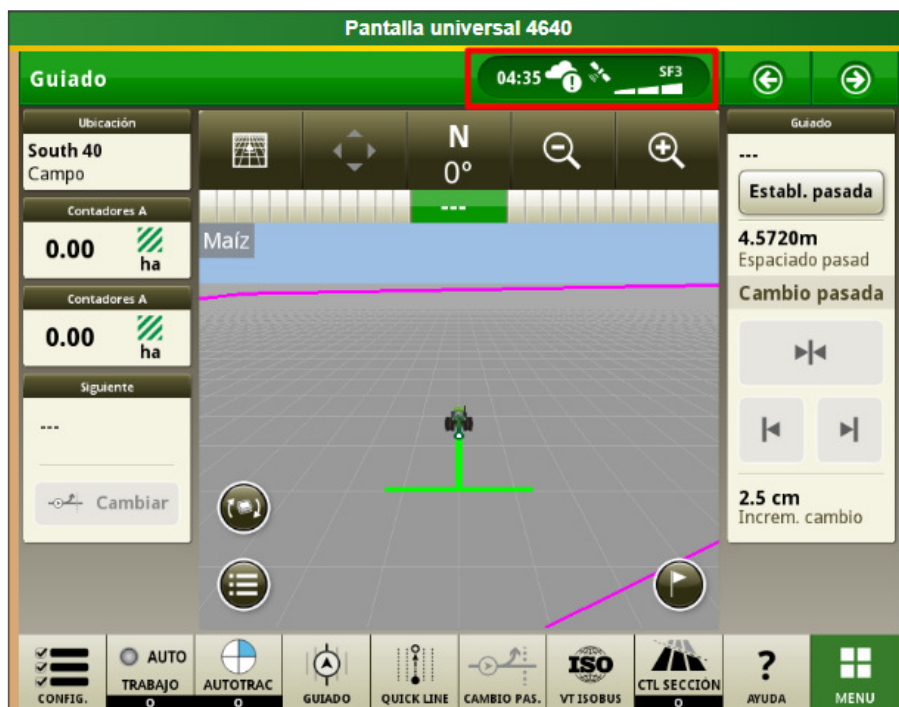 Pantalla universal 4640
Guiado
04:35
SF3
Ubicación
South 40
Campo
Contadores A
0.00
ha
Contadores A
0.00
ha
Siguiente
---
Cambiar
N
0°
---
Maíz
Guiado
---
Establ. pasada
4.5720m
Espaciado pasad
Cambio pasada
2.5 cm
Increm. cambio
CONFIG.
AUTO
TRABAJO
0
AUTOTRAC
0
GUIADO
QUICK LINE
CAMBIO PAS.
ISO
VT ISOBUS
CTL SECCIÓN
0
?
AYUDA
MENU